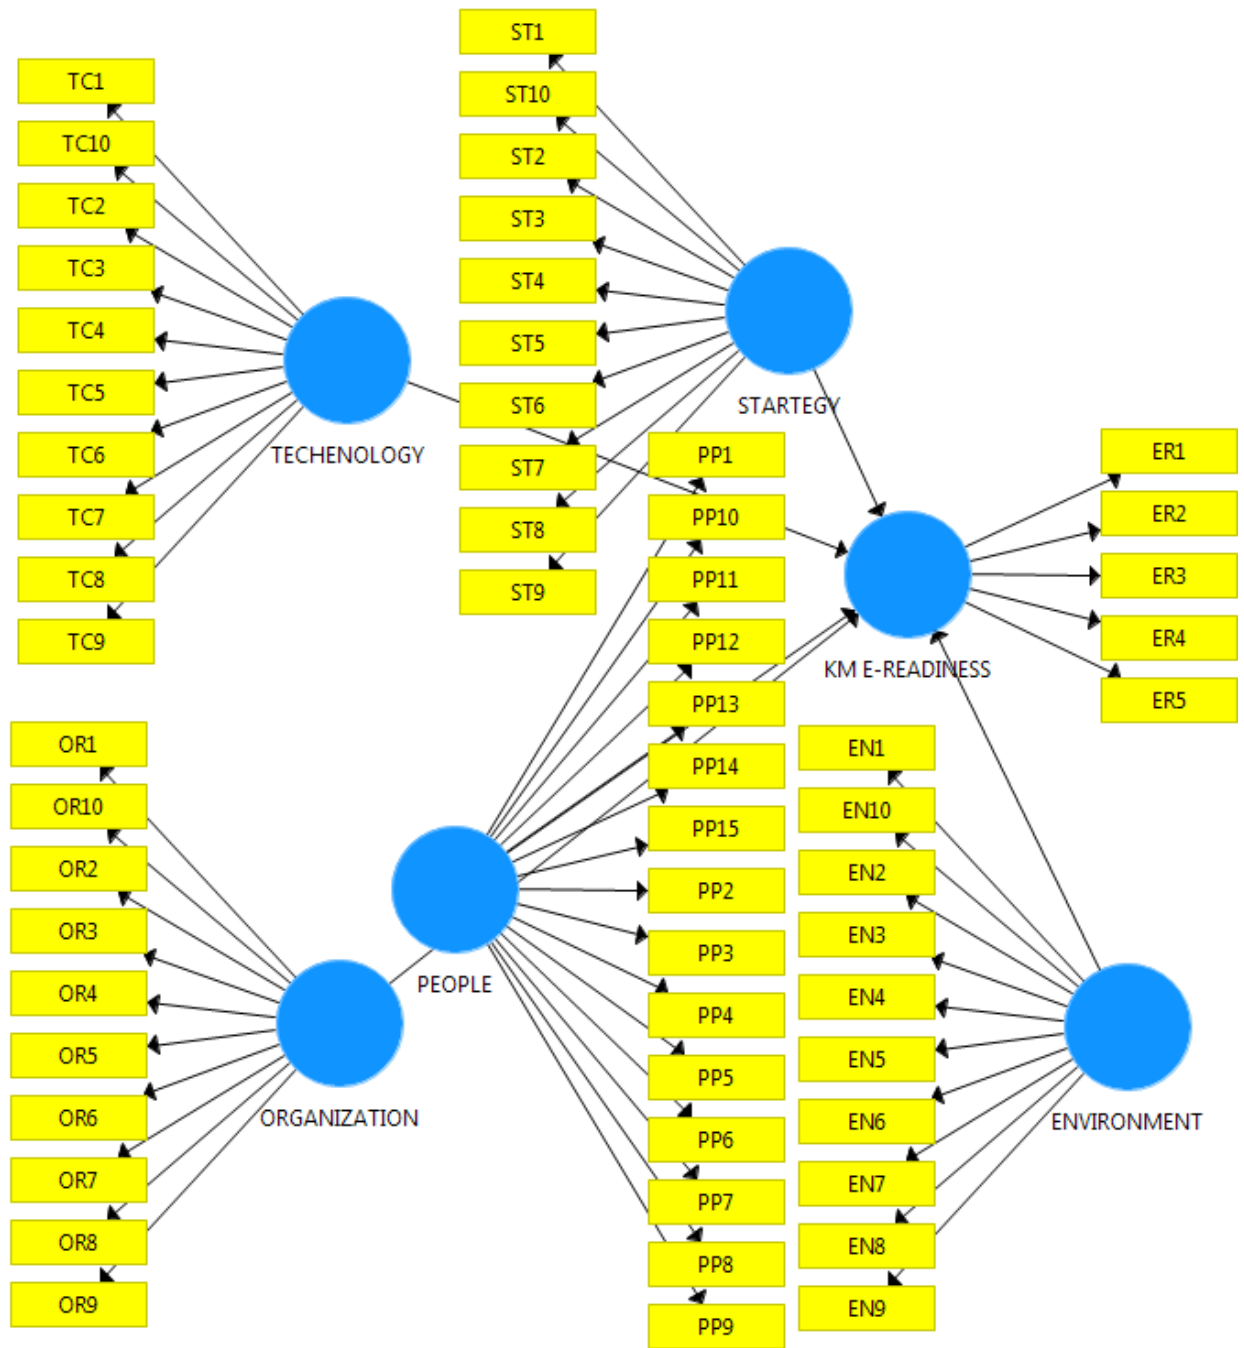 TC1
TC10
TC2
TC3
TC4
TC5
TC6
TC7
TC8
TC9
TECHENOLOGY
ST1
ST10
ST2
ST3
ST4
ST5
ST6
ST7
ST8
ST9
STARTEGY
PP1
PP10
PP11
PP12
PP13
PP14
PP15
PP2
PP3
PP4
PP5
PP6
PP7
PP8
PP9
PEOPLE
KM E-READINESS
ER1
ER2
ER3
ER4
ER5
OR1
OR10
OR2
OR3
OR4
OR5
OR6
OR7
OR8
OR9
ORGANIZATION
EN1
EN10
EN2
EN3
EN4
EN5
EN6
EN7
EN8
EN9
ENVIRONMENT